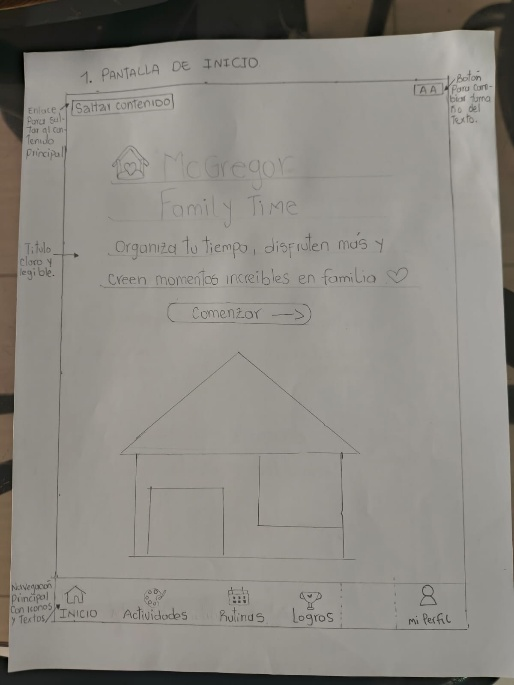 1. PANTALLA DE INICIO
Enlace
Para Sal-
tar al con-
tenido
principal
Saltar contenido
AA
Botón
Para cam-
biar tama
ño del
Texto.
McGregor
Family Time
Título
claro y
legible.
Organiza tu tiempo, disfruten más y
creen momentos increíbles en familia ♡
Comenzar →
Navegación
Principal
Con iconos
y Textos
INICIO
Actividades
Rutinas
Logros
mi Perfil